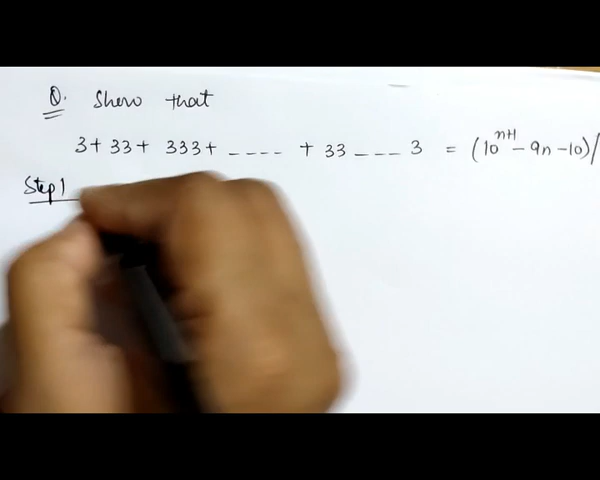 Q. Show that
3 + 33 + 333 + ---- + 33 --- 3 = (10^{n+1} - 9n - 10)/
Step 1